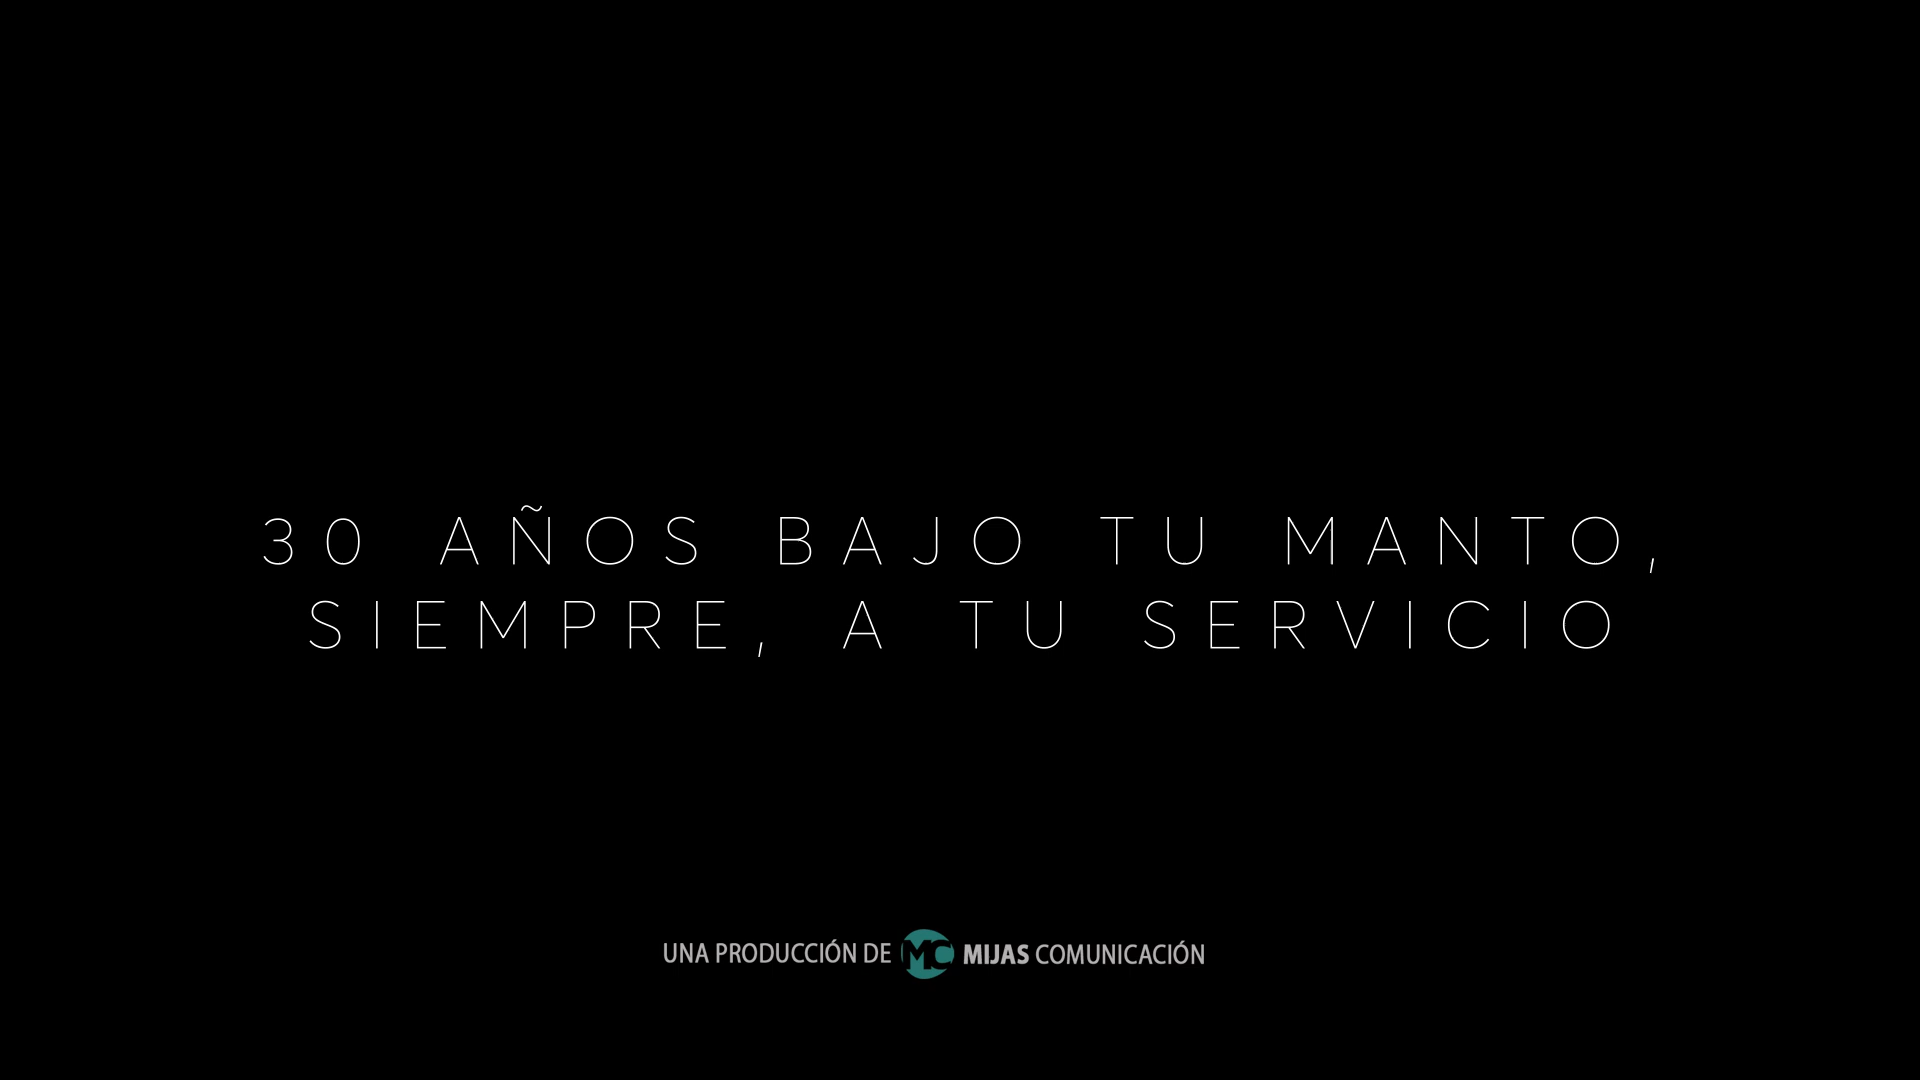 30 AÑOS BAJO TU MANTO,
SIEMPRE, A TU SERVICIO
UNA PRODUCCIÓN DE MC MIJAS COMUNICACIÓN